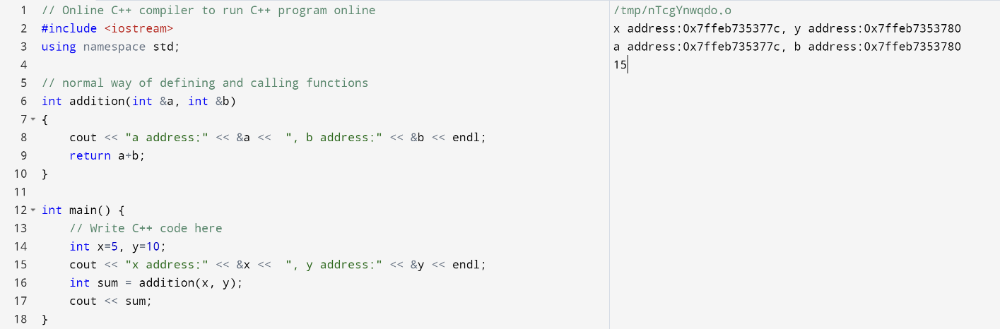 1 // Online C++ compiler to run C++ program online
2 #include <iostream>
3 using namespace std;
4
5 // normal way of defining and calling functions
6 int addition(int &a, int &b)
7 {
8     cout << "a address:" << &a <<  ", b address:" << &b << endl;
9     return a+b;
10 }
11
12 int main() {
13     // Write C++ code here
14     int x=5, y=10;
15     cout << "x address:" << &x <<  ", y address:" << &y << endl;
16     int sum = addition(x, y);
17     cout << sum;
18 }
/tmp/nTcgYnwqdo.o
x address:0x7ffeb735377c, y address:0x7ffeb7353780
a address:0x7ffeb735377c, b address:0x7ffeb7353780
15